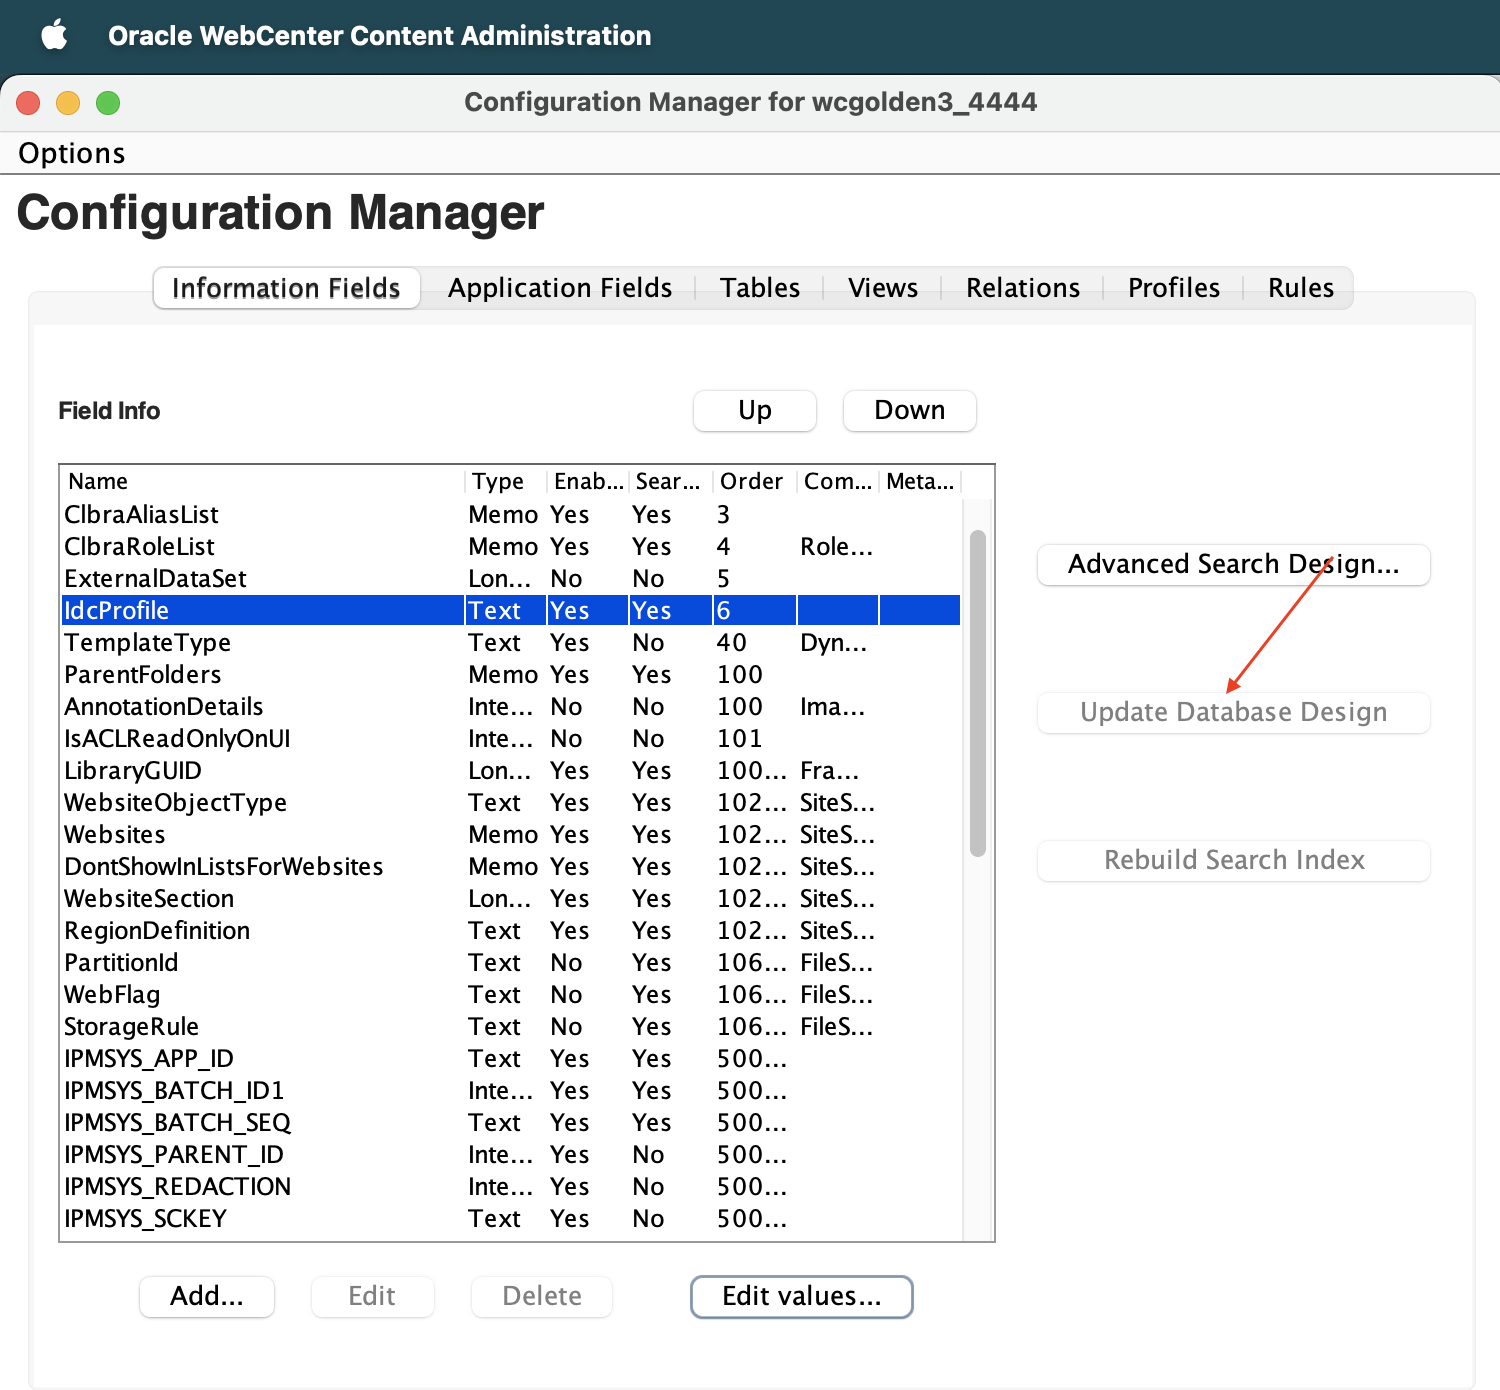 Oracle WebCenter Content Administration
Configuration Manager for wcgolden3_4444
Options
Configuration Manager
Information Fields Application Fields Tables Views Relations Profiles Rules
Field Info Up Down
Name Type Enab... Sear... Order Com... Meta...
ClbraAliasList Memo Yes Yes 3
ClbraRoleList Memo Yes Yes 4 Role...
ExternalDataSet Lon... No No 5
IdcProfile Text Yes Yes 6
TemplateType Text Yes No 40 Dyn...
ParentFolders Memo Yes Yes 100
AnnotationDetails Inte... No No 100 Ima...
IsACLReadOnlyOnUI Inte... No No 101
LibraryGUID Lon... Yes Yes 100... Fra...
WebsiteObjectType Text Yes Yes 102... SiteS...
Websites Memo Yes Yes 102... SiteS...
DontShowInListsForWebsites Memo Yes Yes 102... SiteS...
WebsiteSection Lon... Yes Yes 102... SiteS...
RegionDefinition Text Yes Yes 102... SiteS...
PartitionId Text No Yes 106... FileS...
WebFlag Text No Yes 106... FileS...
StorageRule Text No Yes 106... FileS...
IPMSYS_APP_ID Text Yes Yes 500...
IPMSYS_BATCH_ID1 Inte... Yes Yes 500...
IPMSYS_BATCH_SEQ Text Yes Yes 500...
IPMSYS_PARENT_ID Inte... Yes No 500...
IPMSYS_REDACTION Inte... Yes No 500...
IPMSYS_SCKEY Text Yes No 500...
Advanced Search Design...
Update Database Design
Rebuild Search Index
Add... Edit Delete Edit values...